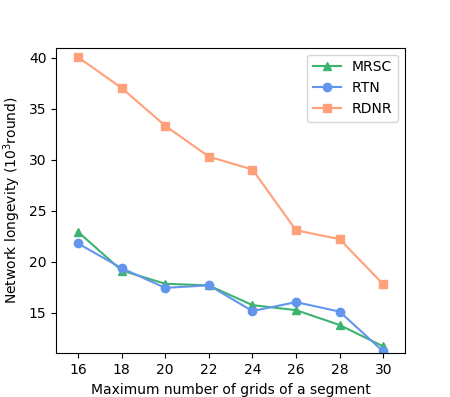 MRSC
RTN
RDNR
40
35
30
25
20
15
Network longevity (10³round)
16 18 20 22 24 26 28 30
Maximum number of grids of a segment